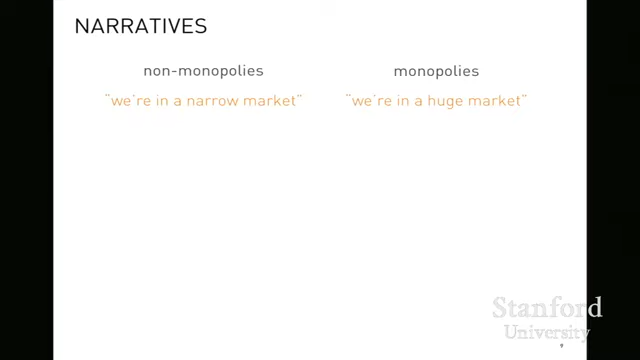 NARRATIVES
non-monopolies
monopolies
"we're in a narrow market"
"we're in a huge market"
Stanford
University